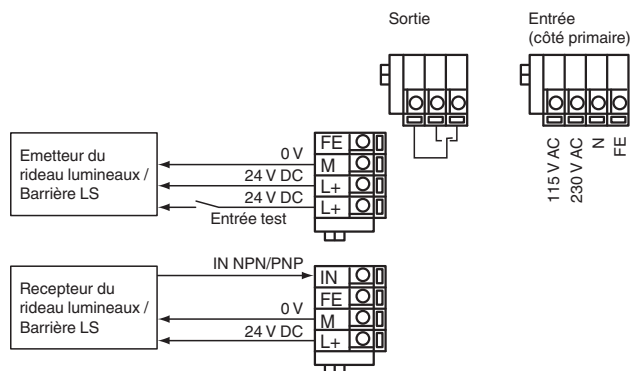 Sortie
Entrée
(côté primaire)
115 V AC
230 V AC
N
FE
Emetteur du
rideau lumineaux /
Barrière LS
0 V
24 V DC
24 V DC
Entrée test
FE
M
L+
L+
Recepteur du
rideau lumineaux /
Barrière LS
IN NPN/PNP
0 V
24 V DC
IN
FE
M
L+